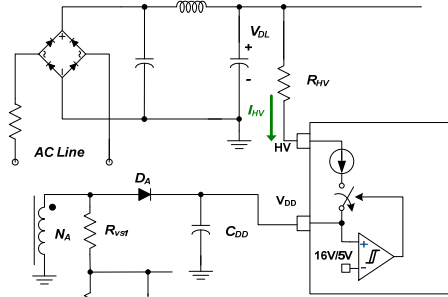 V_DL
+
-
R_HV
I_HV
AC Line
HV
D_A
V_DD
N_A
R_VS1
C_DD
+
16V/5V
-